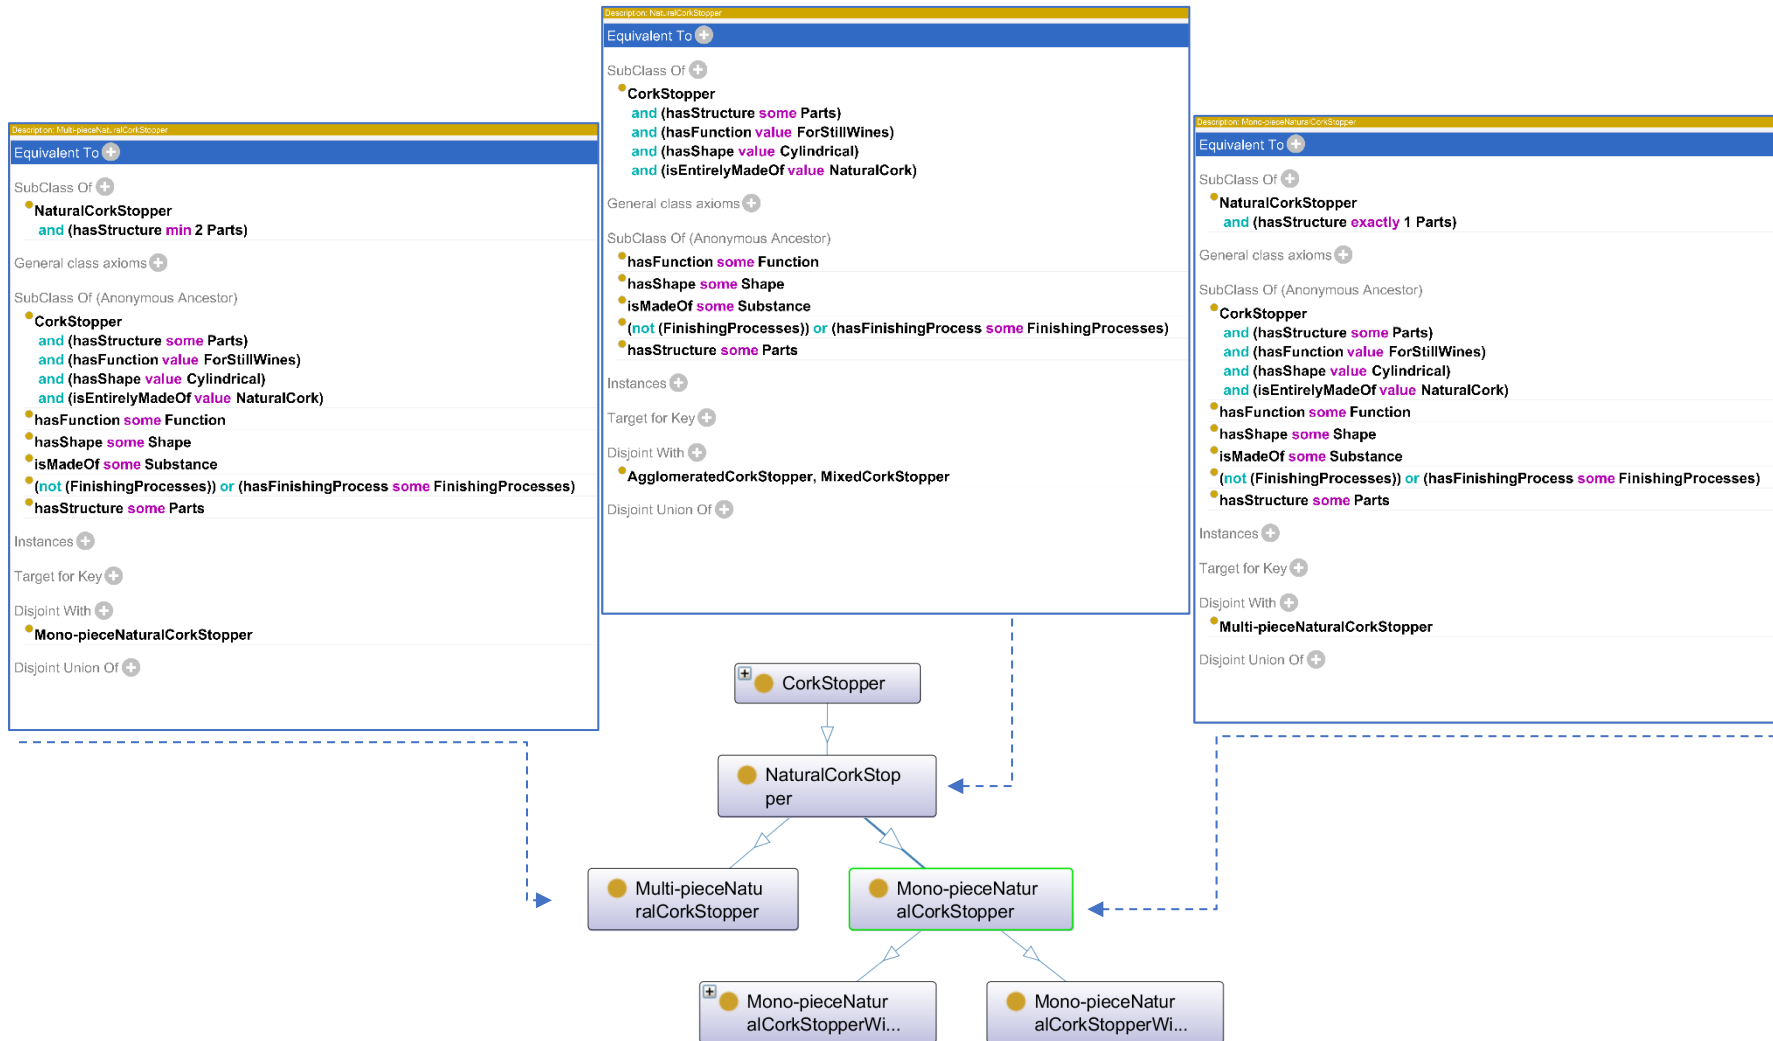 Description: Multi-pieceNaturalCorkStopper
Equivalent To
SubClass Of
NaturalCorkStopper
and (hasStructure min 2 Parts)
General class axioms
SubClass Of (Anonymous Ancestor)
CorkStopper
and (hasStructure some Parts)
and (hasFunction value ForStillWines)
and (hasShape value Cylindrical)
and (isEntirelyMadeOf value NaturalCork)
hasFunction some Function
hasShape some Shape
isMadeOf some Substance
(not (FinishingProcesses)) or (hasFinishingProcess some FinishingProcesses)
hasStructure some Parts
Instances
Target for Key
Disjoint With
Mono-pieceNaturalCorkStopper
Disjoint Union Of
Description: NaturalCorkStopper
Equivalent To
SubClass Of
CorkStopper
and (hasStructure some Parts)
and (hasFunction value ForStillWines)
and (hasShape value Cylindrical)
and (isEntirelyMadeOf value NaturalCork)
General class axioms
SubClass Of (Anonymous Ancestor)
hasFunction some Function
hasShape some Shape
isMadeOf some Substance
(not (FinishingProcesses)) or (hasFinishingProcess some FinishingProcesses)
hasStructure some Parts
Instances
Target for Key
Disjoint With
AgglomeratedCorkStopper, MixedCorkStopper
Disjoint Union Of
Description: Mono-pieceNaturalCorkStopper
Equivalent To
SubClass Of
NaturalCorkStopper
and (hasStructure exactly 1 Parts)
General class axioms
SubClass Of (Anonymous Ancestor)
CorkStopper
and (hasStructure some Parts)
and (hasFunction value ForStillWines)
and (hasShape value Cylindrical)
and (isEntirelyMadeOf value NaturalCork)
hasFunction some Function
hasShape some Shape
isMadeOf some Substance
(not (FinishingProcesses)) or (hasFinishingProcess some FinishingProcesses)
hasStructure some Parts
Instances
Target for Key
Disjoint With
Multi-pieceNaturalCorkStopper
Disjoint Union Of
CorkStopper
NaturalCorkStop
per
Multi-pieceNatu
ralCorkStopper
Mono-pieceNatur
alCorkStopper
Mono-pieceNatur
alCorkStopperWi...
Mono-pieceNatur
alCorkStopperWi...